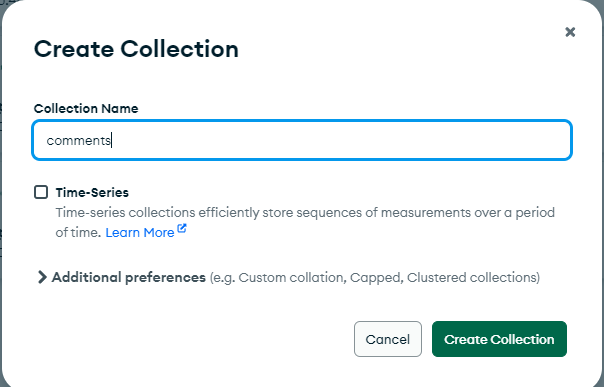 Create Collection
Collection Name
comments
Time-Series
Time-series collections efficiently store sequences of measurements over a period
of time. Learn More
Additional preferences (e.g. Custom collation, Capped, Clustered collections)
Cancel
Create Collection